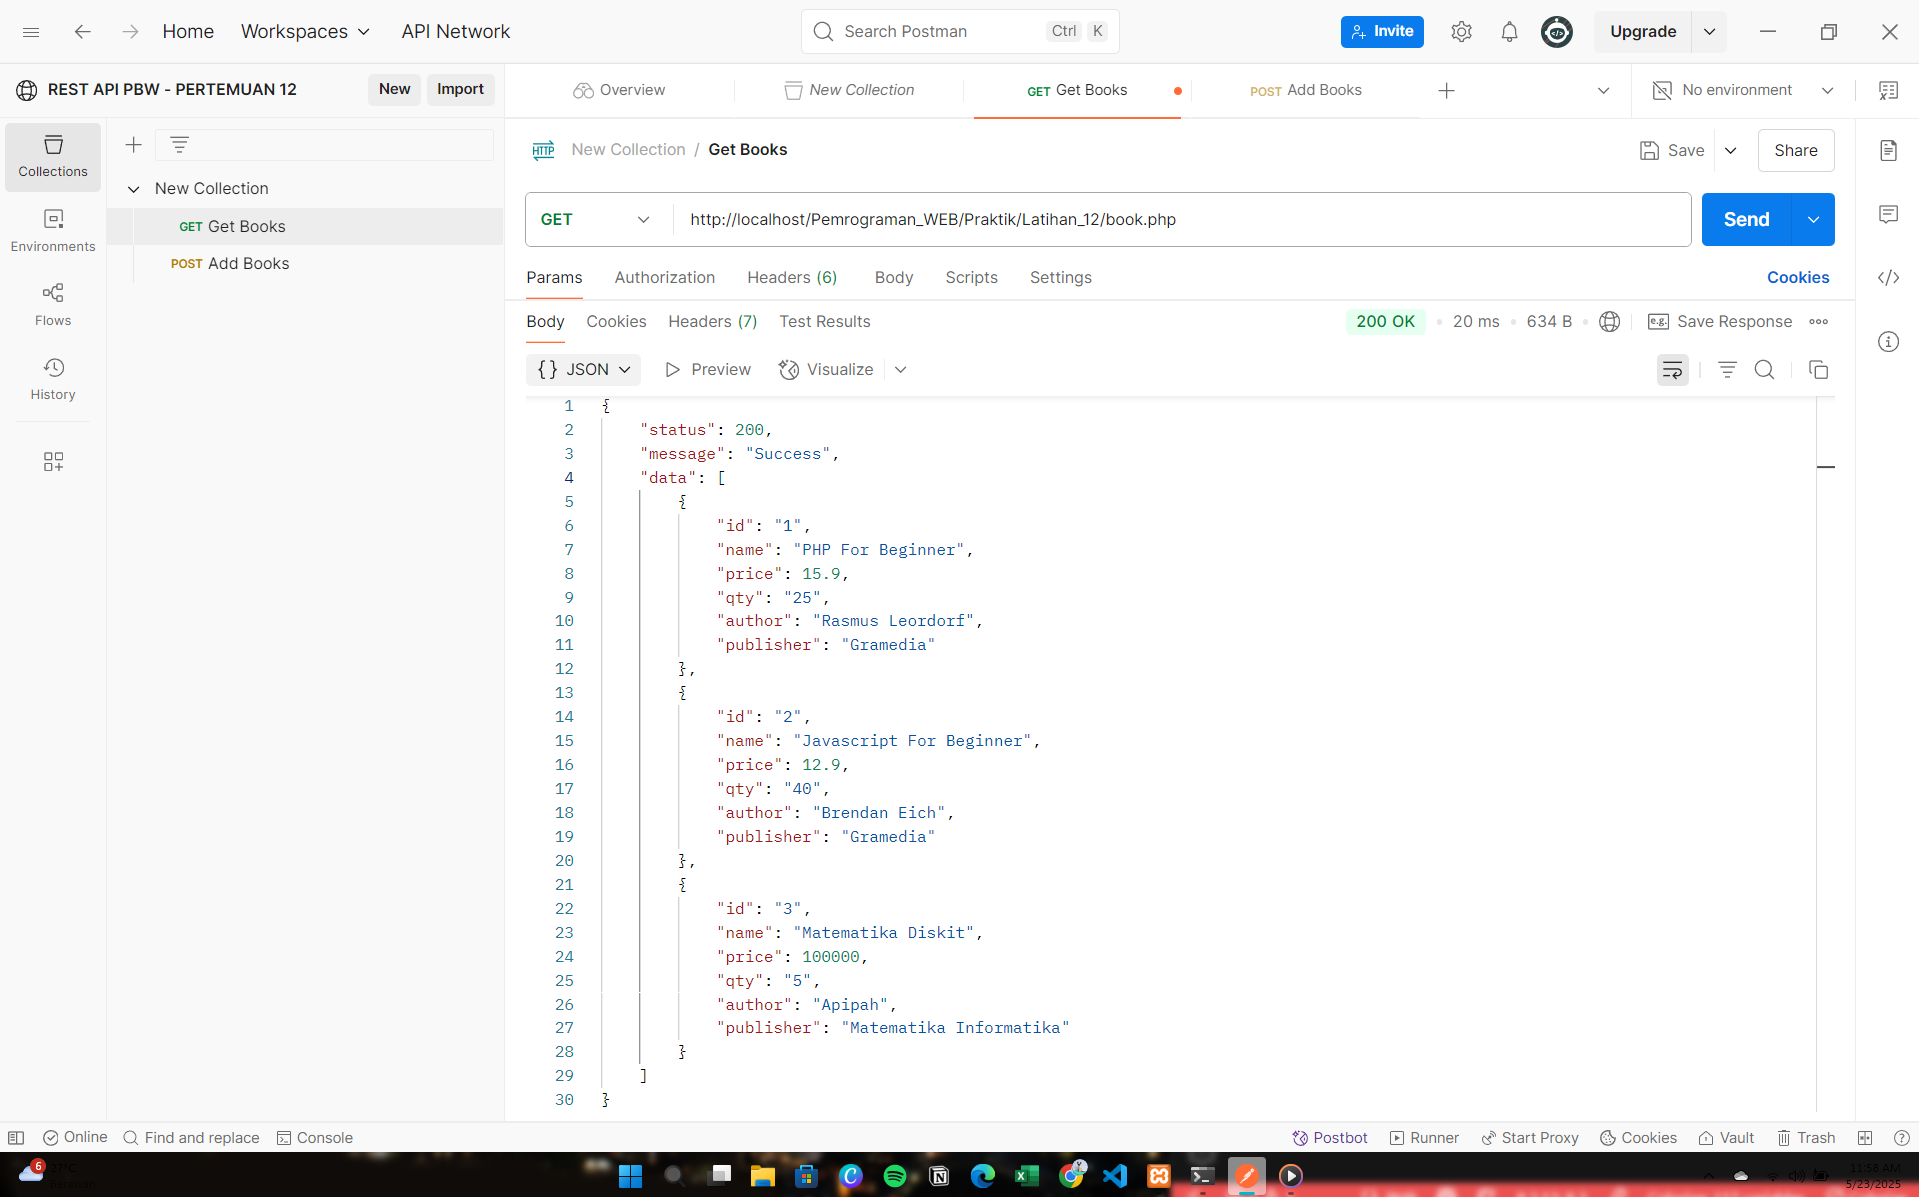 Home Workspaces API Network Search Postman Ctrl K Invite Upgrade
REST API PBW - PERTEMUAN 12 New Import Overview New Collection GET Get Books POST Add Books No environment
Collections
New Collection / Get Books Save Share
New Collection
GET Get Books
POST Add Books
Environments
Flows
History
GET http://localhost/Pemrograman_WEB/Praktik/Latihan_12/book.php Send
Params Authorization Headers (6) Body Scripts Settings Cookies
Body Cookies Headers (7) Test Results 200 OK 20 ms 634 B e.g. Save Response
{} JSON Preview Visualize
1 {
2 "status": 200,
3 "message": "Success",
4 "data": [
5 {
6 "id": "1",
7 "name": "PHP For Beginner",
8 "price": 15.9,
9 "qty": "25",
10 "author": "Rasmus Leordorf",
11 "publisher": "Gramedia"
12 },
13 {
14 "id": "2",
15 "name": "Javascript For Beginner",
16 "price": 12.9,
17 "qty": "40",
18 "author": "Brendan Eich",
19 "publisher": "Gramedia"
20 },
21 {
22 "id": "3",
23 "name": "Matematika Diskit",
24 "price": 100000,
25 "qty": "5",
26 "author": "Apipah",
27 "publisher": "Matematika Informatika"
28 }
29 ]
30 }
Online Find and replace Console Postbot Runner Start Proxy Cookies Vault Trash
6
11:58 AM
5/23/2025